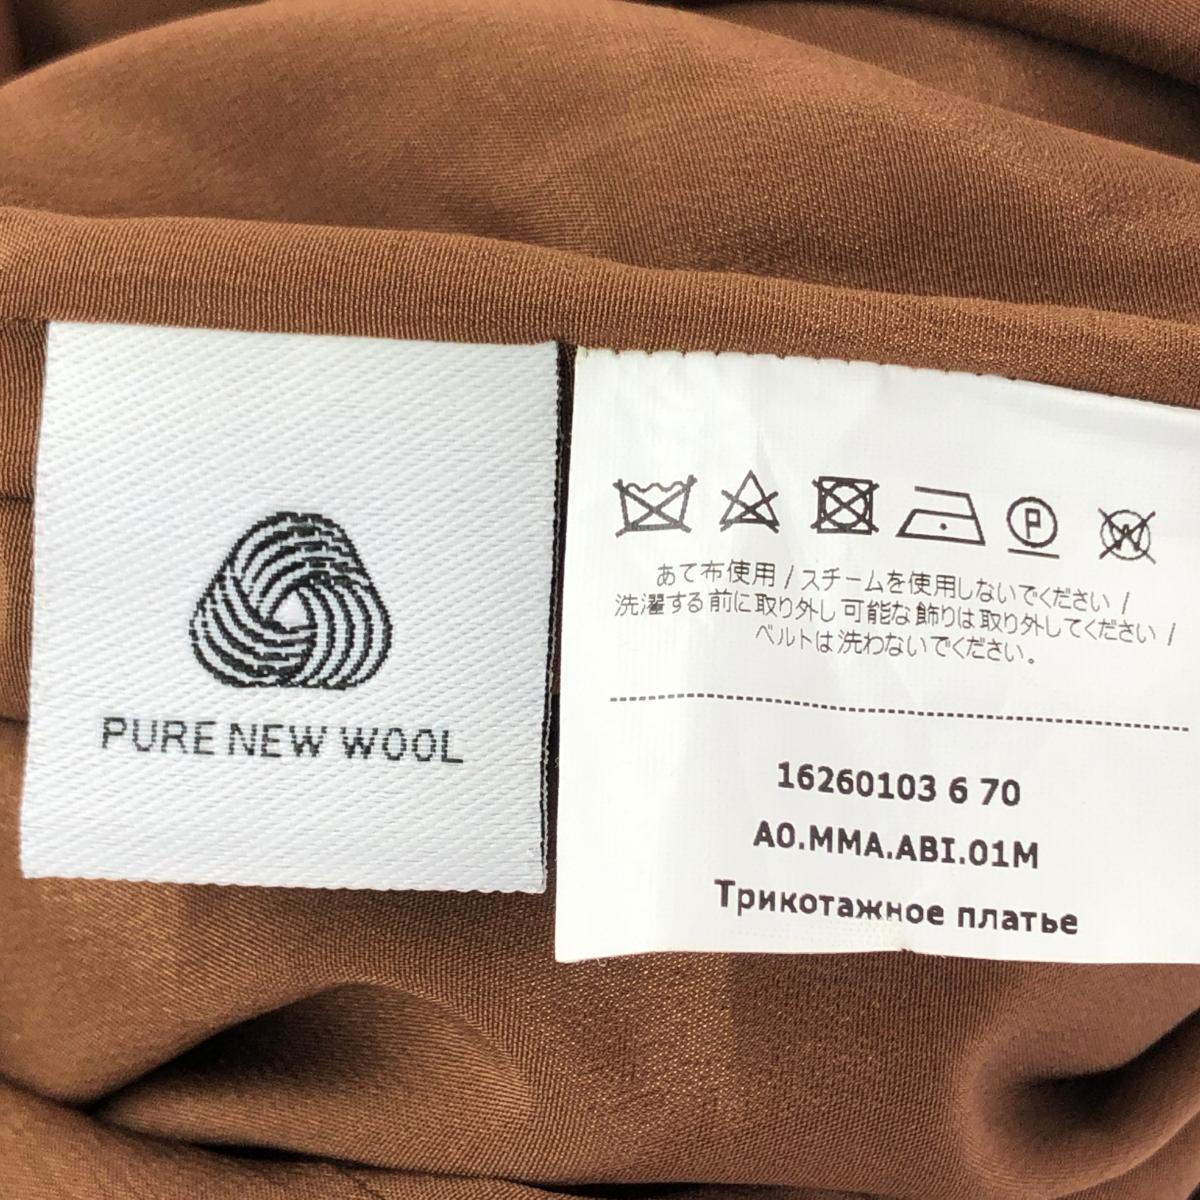 PURE NEW WOOL
P
W
あて布使用 / スチームを使用しないでください /
洗濯する前に取り外し可能な飾りは取り外してください /
ベルトは洗わないでください。
16260103 6 70
A0.MMA.ABI.01M
Трикотажное платье